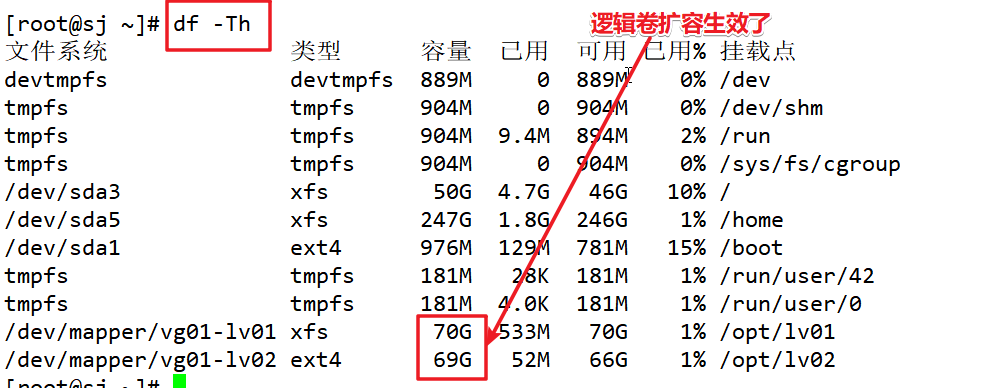 [root@sj ~]# df -Th
逻辑卷扩容生效了
文件系统 类型 容量 已用 可用 已用% 挂载点
devtmpfs devtmpfs 889M 0 889M 0% /dev
tmpfs tmpfs 904M 0 904M 0% /dev/shm
tmpfs tmpfs 904M 9.4M 894M 2% /run
tmpfs tmpfs 904M 0 904M 0% /sys/fs/cgroup
/dev/sda3 xfs 50G 4.7G 46G 10% /
/dev/sda5 xfs 247G 1.8G 246G 1% /home
/dev/sda1 ext4 976M 129M 781M 15% /boot
tmpfs tmpfs 181M 28K 181M 1% /run/user/42
tmpfs tmpfs 181M 4.0K 181M 1% /run/user/0
/dev/mapper/vg01-lv01 xfs 70G 533M 70G 1% /opt/lv01
/dev/mapper/vg01-lv02 ext4 69G 52M 66G 1% /opt/lv02
[root@sj ~]#